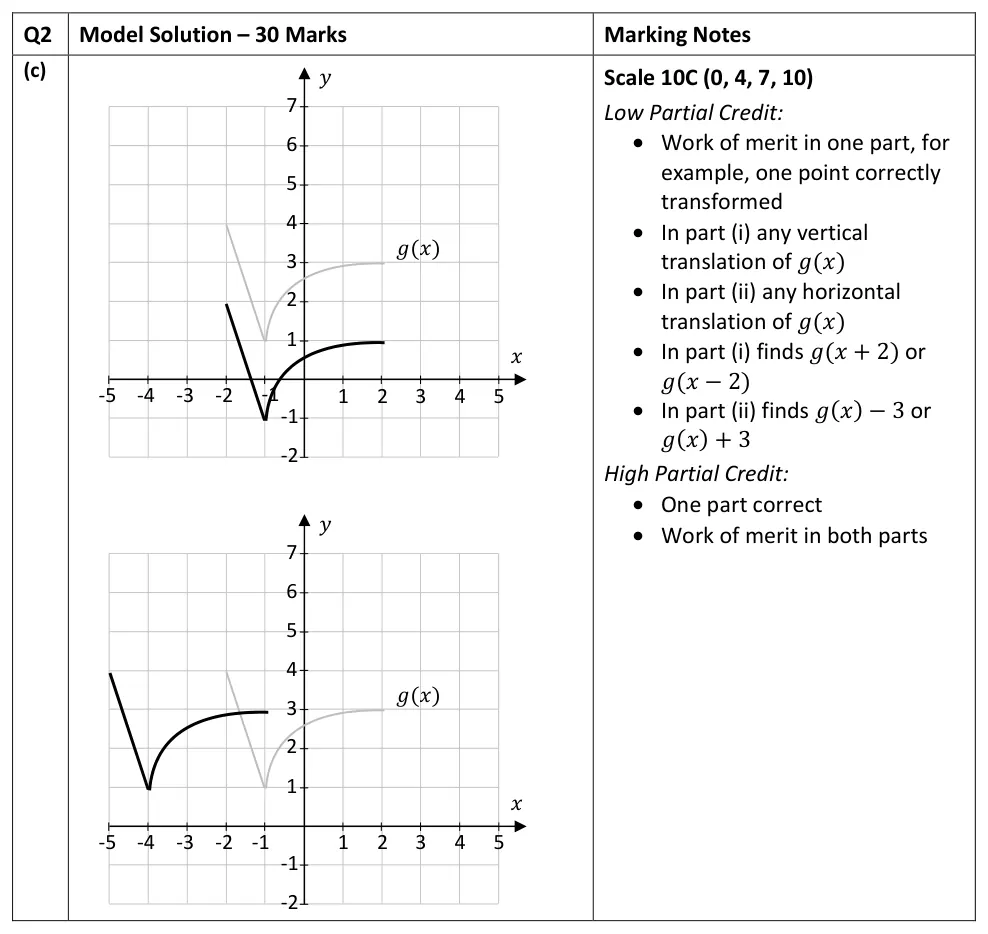 Q2 Model Solution – 30 Marks Marking Notes
(c)
y
7
6
5
4
3
2
1
-1
-2
g(x)
x
-5 -4 -3 -2 -1 1 2 3 4 5
y
7
6
5
4
3
2
1
-1
-2
g(x)
x
-5 -4 -3 -2 -1 1 2 3 4 5
Scale 10C (0, 4, 7, 10)
Low Partial Credit:
• Work of merit in one part, for
example, one point correctly
transformed
• In part (i) any vertical
translation of g(x)
• In part (ii) any horizontal
translation of g(x)
• In part (i) finds g(x + 2) or
g(x − 2)
• In part (ii) finds g(x) − 3 or
g(x) + 3
High Partial Credit:
• One part correct
• Work of merit in both parts